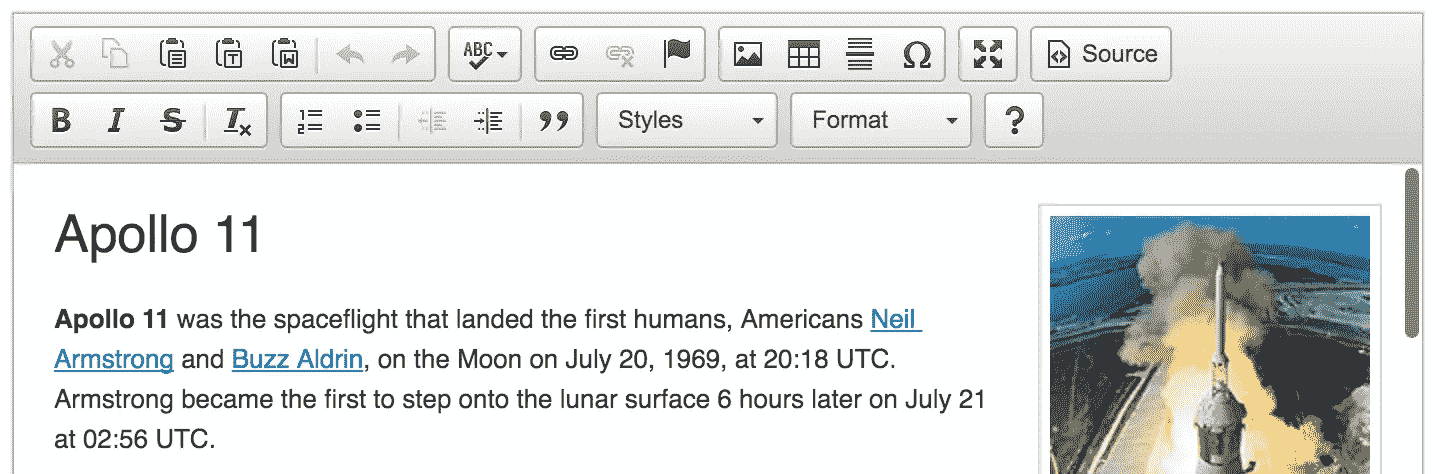 ABC
Source
B I S Tx
Styles
Format
?
Apollo 11
Apollo 11 was the spaceflight that landed the first humans, Americans Neil
Armstrong and Buzz Aldrin, on the Moon on July 20, 1969, at 20:18 UTC.
Armstrong became the first to step onto the lunar surface 6 hours later on July 21
at 02:56 UTC.